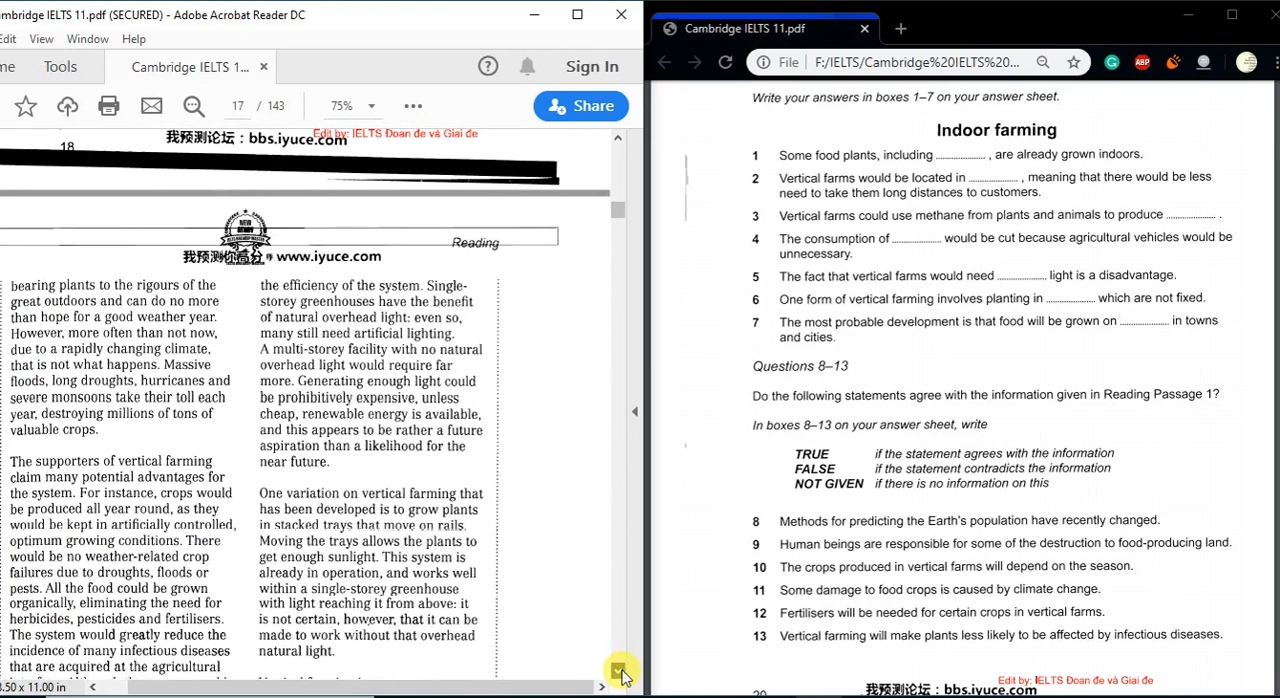 mbridge IELTS 11.pdf (SECURED) - Adobe Acrobat Reader DC
Edit View Window Help
me Tools Cambridge IELTS 1... × Sign In
17 / 143 75% Share
18 我预测论坛：bbs.iyuce.com Edit by: IELTS Đoan đe và Giai đe
NEW
STORY
Reading
www.iyuce.com
bearing plants to the rigours of the
great outdoors and can do no more
than hope for a good weather year.
However, more often than not now,
due to a rapidly changing climate,
that is not what happens. Massive
floods, long droughts, hurricanes and
severe monsoons take their toll each
year, destroying millions of tons of
valuable crops.
The supporters of vertical farming
claim many potential advantages for
the system. For instance, crops would
be produced all year round, as they
would be kept in artificially controlled,
optimum growing conditions. There
would be no weather-related crop
failures due to droughts, floods or
pests. All the food could be grown
organically, eliminating the need for
herbicides, pesticides and fertilisers.
The system would greatly reduce the
incidence of many infectious diseases
that are acquired at the agricultural
the efficiency of the system. Single-
storey greenhouses have the benefit
of natural overhead light: even so,
many still need artificial lighting.
A multi-storey facility with no natural
overhead light would require far
more. Generating enough light could
be prohibitively expensive, unless
cheap, renewable energy is available,
and this appears to be rather a future
aspiration than a likelihood for the
near future.
One variation on vertical farming that
has been developed is to grow plants
in stacked trays that move on rails.
Moving the trays allows the plants to
get enough sunlight. This system is
already in operation, and works well
within a single-storey greenhouse
with light reaching it from above: it
is not certain, however, that it can be
made to work without that overhead
natural light.
8.50 x 11.00 in
Cambridge IELTS 11.pdf
File F:/IELTS/Cambridge%20IELTS%20...
ABP
Write your answers in boxes 1–7 on your answer sheet.
Indoor farming
1 Some food plants, including .................... , are already grown indoors.
2 Vertical farms would be located in .................... , meaning that there would be less
need to take them long distances to customers.
3 Vertical farms could use methane from plants and animals to produce .................... .
4 The consumption of .................... would be cut because agricultural vehicles would be
unnecessary.
5 The fact that vertical farms would need .................... light is a disadvantage.
6 One form of vertical farming involves planting in .................... which are not fixed.
7 The most probable development is that food will be grown on .................... in towns
and cities.
Questions 8–13
Do the following statements agree with the information given in Reading Passage 1?
In boxes 8–13 on your answer sheet, write
TRUE if the statement agrees with the information
FALSE if the statement contradicts the information
NOT GIVEN if there is no information on this
8 Methods for predicting the Earth's population have recently changed.
9 Human beings are responsible for some of the destruction to food-producing land.
10 The crops produced in vertical farms will depend on the season.
11 Some damage to food crops is caused by climate change.
12 Fertilisers will be needed for certain crops in vertical farms.
13 Vertical farming will make plants less likely to be affected by infectious diseases.
Edit by: IELTS Đoan đe và Giai đe
20 我预测论坛：bbs.iyuce.com